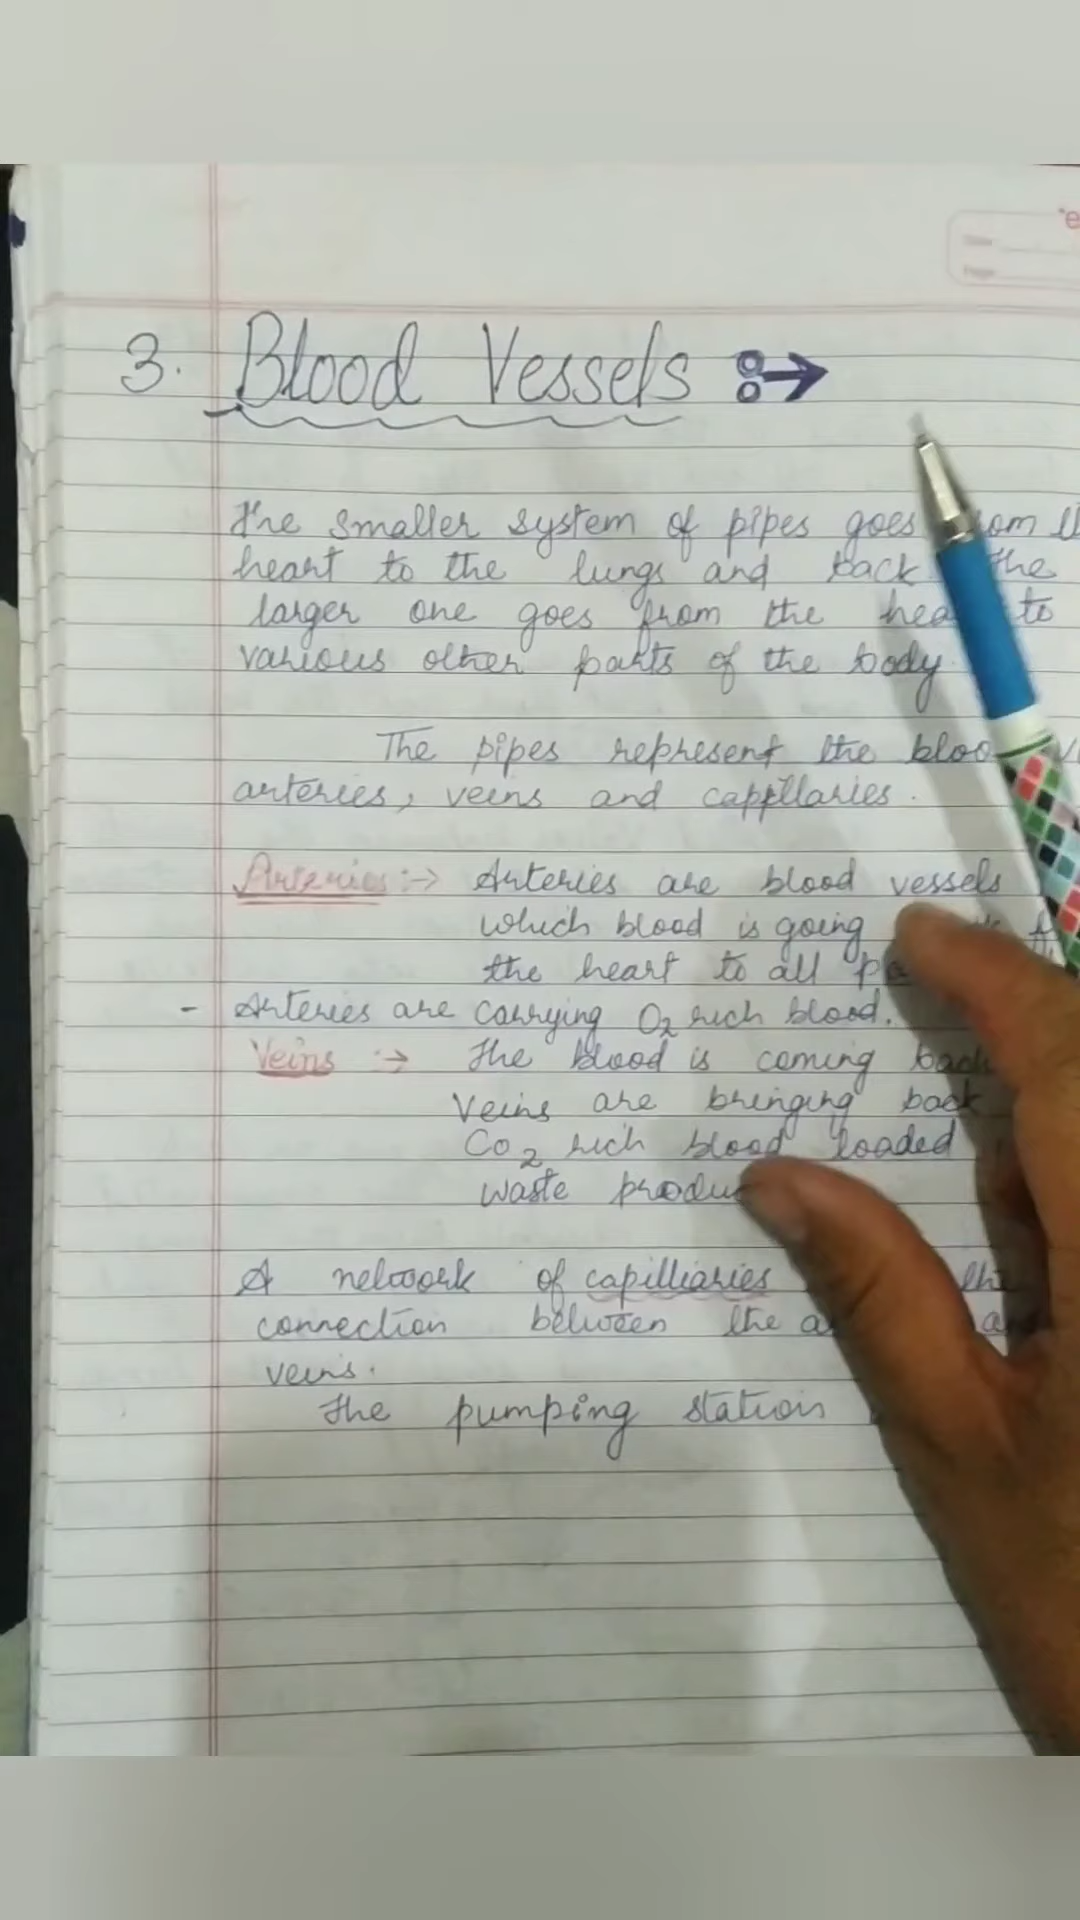 3. Blood Vessels :→
The smaller system of pipes goes
heart to the lungs and back. The
larger one goes from the to
various other parts of the body.
The pipes represent the
arteries, veins and cappllaries.
Arteries :→ Arteries are blood vessels
which blood is going
the heart to all
- Arteries are carrying O2 rich blood.
Veins :→ The blood is coming back
Veins are bringing back
CO2 rich blood loaded
waste
A network of capilliaries the
connection between the
veins.
The pumping station